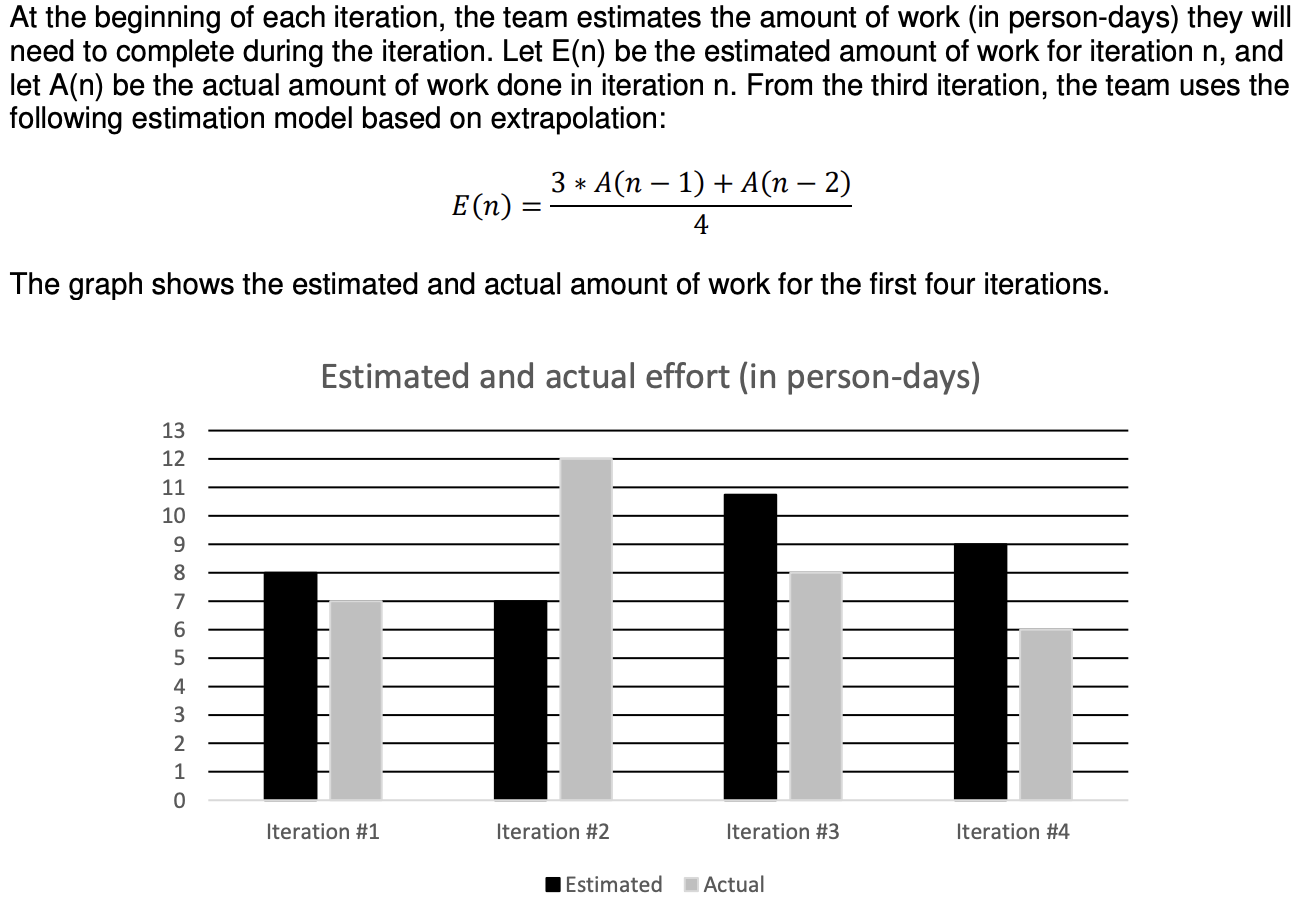 At the beginning of each iteration, the team estimates the amount of work (in person-days) they will
need to complete during the iteration. Let E(n) be the estimated amount of work for iteration n, and
let A(n) be the actual amount of work done in iteration n. From the third iteration, the team uses the
following estimation model based on extrapolation:
E(n) = \frac{3 * A(n − 1) + A(n − 2)}{4}
The graph shows the estimated and actual amount of work for the first four iterations.
Estimated and actual effort (in person-days)
13
12
11
10
9
8
7
6
5
4
3
2
1
0
Iteration #1 Iteration #2 Iteration #3 Iteration #4
Estimated Actual